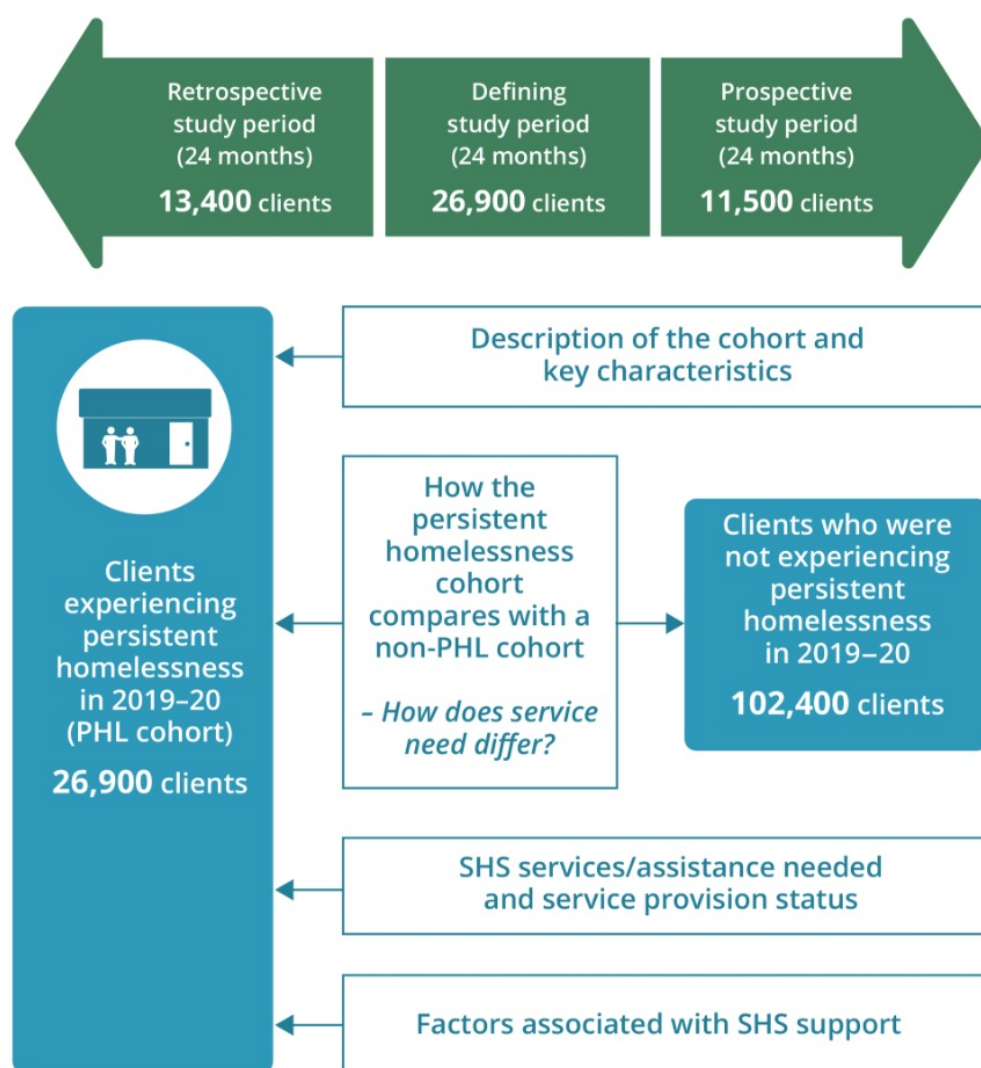 Retrospective
study period
(24 months)
13,400 clients
Defining
study period
(24 months)
26,900 clients
Prospective
study period
(24 months)
11,500 clients
Clients
experiencing
persistent
homelessness
in 2019–20
(PHL cohort)
26,900 clients
Description of the cohort and
key characteristics
How the
persistent
homelessness
cohort
compares with a
non-PHL cohort
– How does service
need differ?
Clients who were
not experiencing
persistent
homelessness
in 2019–20
102,400 clients
SHS services/assistance needed
and service provision status
Factors associated with SHS support